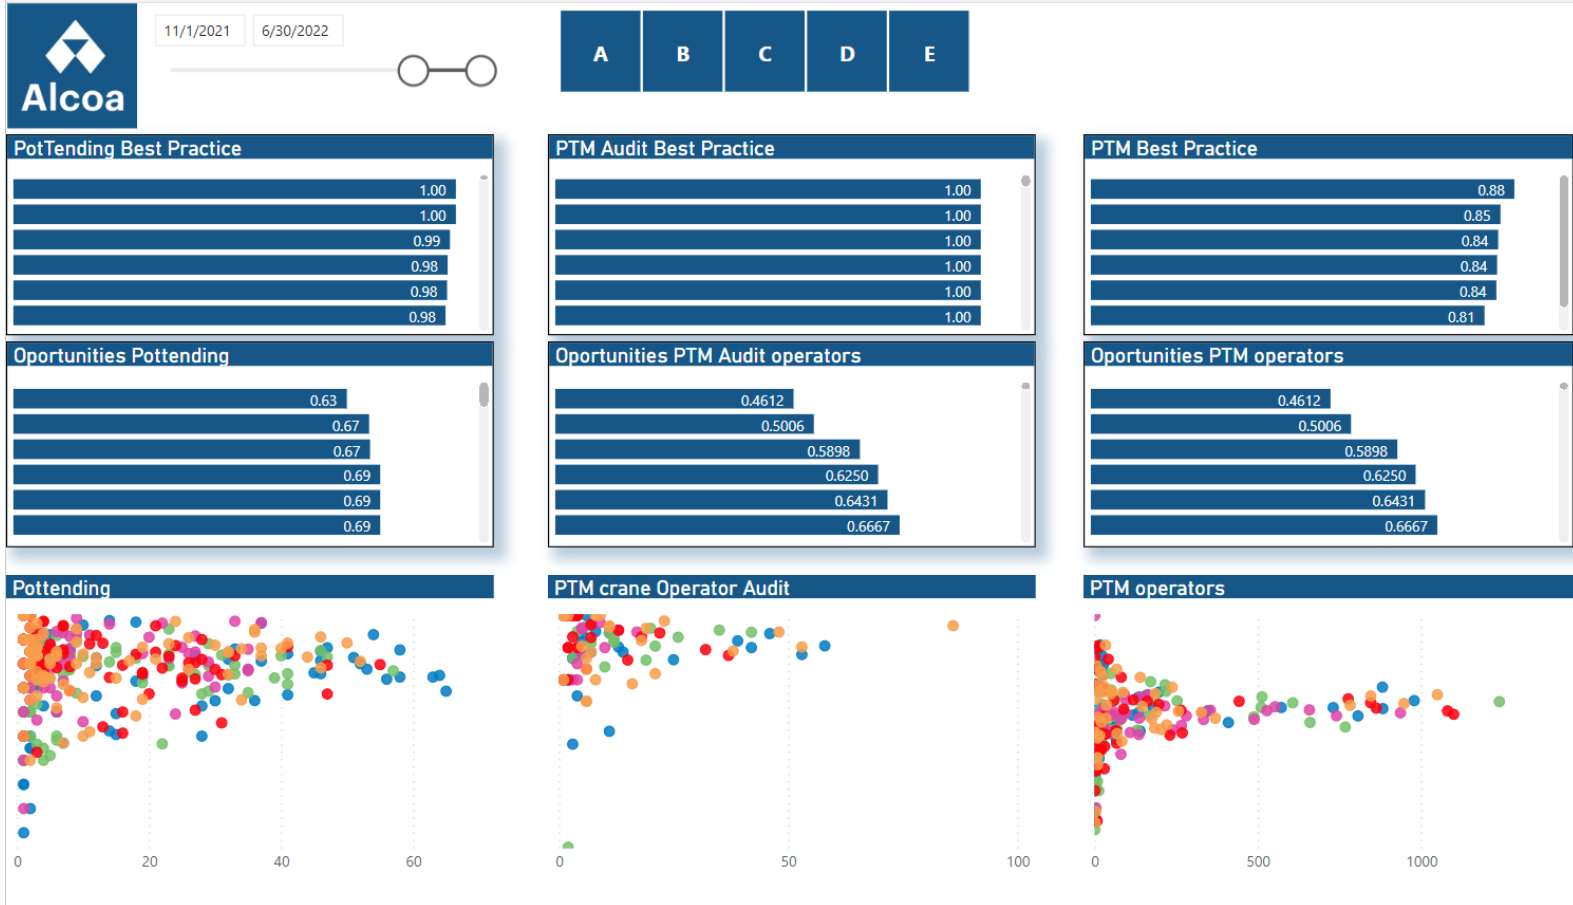 11/1/2021 6/30/2022
A B C D E
Alcoa
PotTending Best Practice
1.00
1.00
0.99
0.98
0.98
0.98
PTM Audit Best Practice
1.00
1.00
1.00
1.00
1.00
1.00
PTM Best Practice
0.88
0.85
0.84
0.84
0.84
0.81
Oportunities Pottending
0.63
0.67
0.67
0.69
0.69
0.69
Oportunities PTM Audit operators
0.4612
0.5006
0.5898
0.6250
0.6431
0.6667
Oportunities PTM operators
0.4612
0.5006
0.5898
0.6250
0.6431
0.6667
Pottending
0 20 40 60
PTM crane Operator Audit
0 50 100
PTM operators
0 500 1000